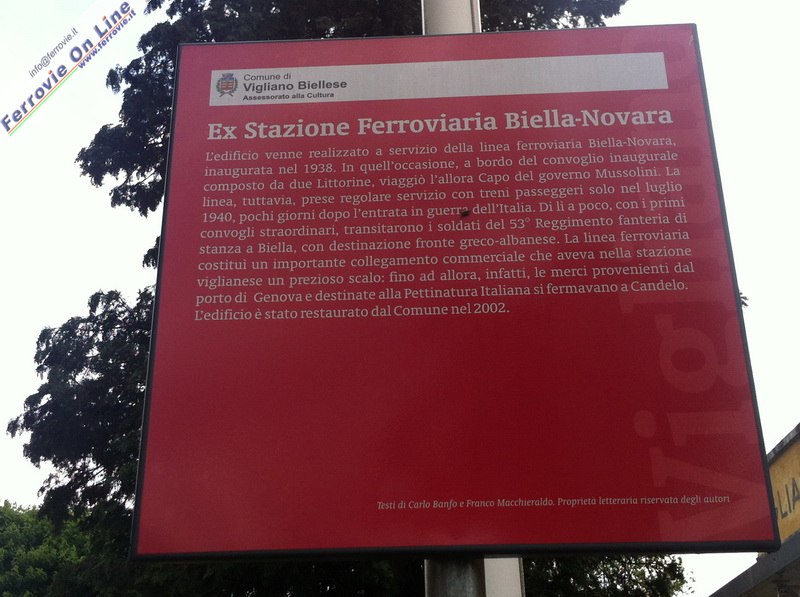 info@ferrovie.it
Ferrovie On Line
www.ferrovie.it
Comune di
Vigliano Biellese
Assessorato alla Cultura
Ex Stazione Ferroviaria Biella-Novara
L'edificio venne realizzato a servizio della linea ferroviaria Biella-Novara,
inaugurata nel 1938. In quell'occasione, a bordo del convoglio inaugurale
composto da due Littorine, viaggiò l'allora Capo del governo Mussolini. La
linea, tuttavia, prese regolare servizio con treni passeggeri solo nel luglio
1940, pochi giorni dopo l'entrata in guerra dell'Italia. Di lì a poco, con i primi
convogli straordinari, transitarono i soldati del 53° Reggimento fanteria di
stanza a Biella, con destinazione fronte greco-albanese. La linea ferroviaria
costituì un importante collegamento commerciale che aveva nella stazione
viglianese un prezioso scalo: fino ad allora, infatti, le merci provenienti dal
porto di Genova e destinate alla Pettinatura Italiana si fermavano a Candelo.
L'edificio è stato restaurato dal Comune nel 2002.
Testi di Carlo Banfo e Franco Macchieraldo. Proprietà letteraria riservata degli autori